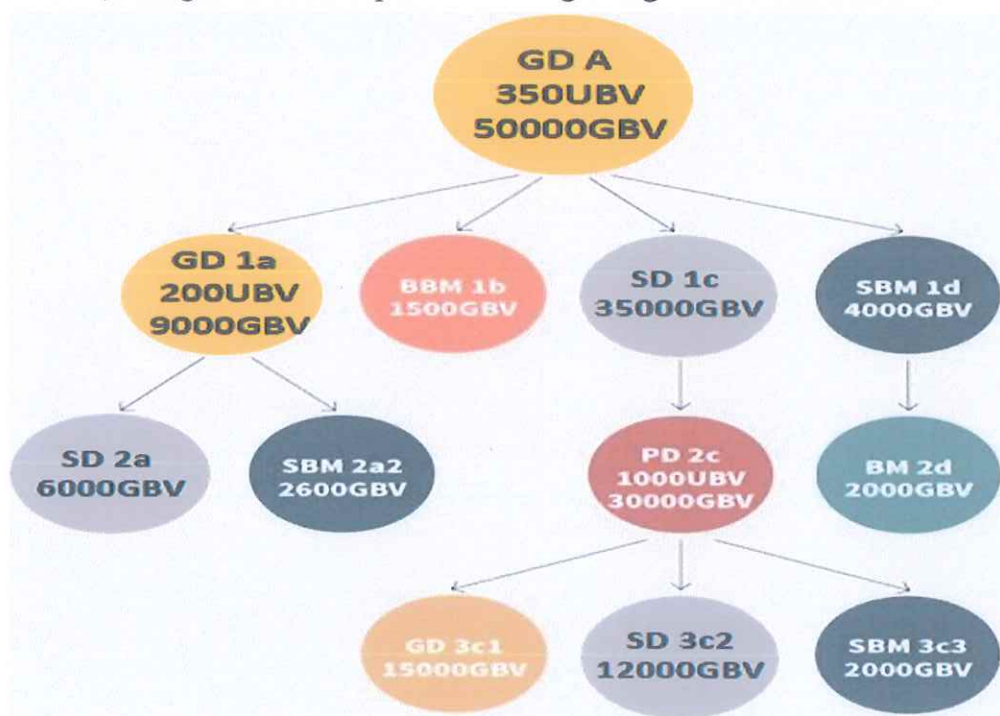 GD A
350UBV
50000GBV
GD 1a
200UBV
9000GBV
BBM 1b
1500GBV
SD 1c
35000GBV
SBM 1d
4000GBV
SD 2a
6000GBV
SBM 2a2
2600GBV
PD 2c
1000UBV
30000GBV
BM 2d
2000GBV
GD 3c1
15000GBV
SD 3c2
12000GBV
SBM 3c3
2000GBV